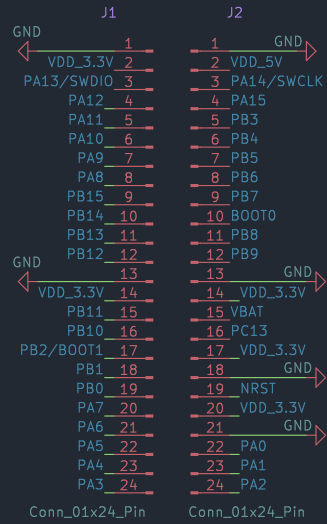 J1 J2
GND 1 1 GND
VDD_3.3V 2 2 VDD_5V
PA13/SWDIO 3 3 PA14/SWCLK
PA12 4 4 PA15
PA11 5 5 PB3
PA10 6 6 PB4
PA9 7 7 PB5
PA8 8 8 PB6
PB15 9 9 PB7
PB14 10 10 BOOT0
PB13 11 11 PB8
PB12 12 12 PB9
GND 13 13 GND
VDD_3.3V 14 14 VDD_3.3V
PB11 15 15 VBAT
PB10 16 16 PC13
PB2/BOOT1 17 17 VDD_3.3V
PB1 18 18 GND
PB0 19 19 NRST
PA7 20 20 VDD_3.3V
PA6 21 21 GND
PA5 22 22 PA0
PA4 23 23 PA1
PA3 24 24 PA2
Conn_01x24_Pin Conn_01x24_Pin